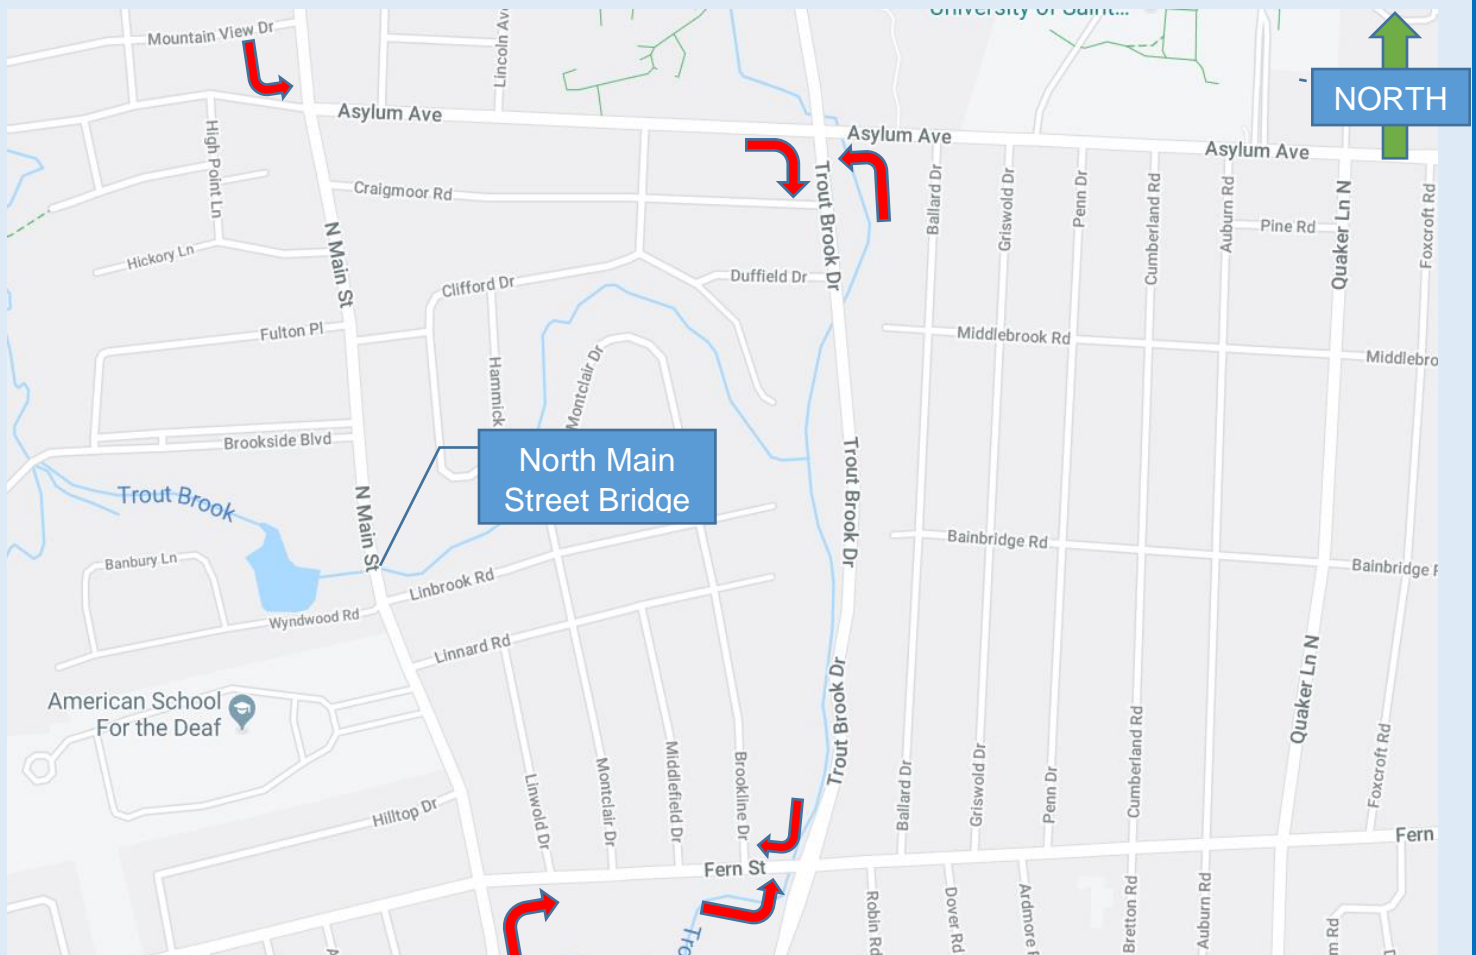 University of Saint...
Mountain View Dr
Lincoln Av
NORTH
Asylum Ave
Asylum Ave
Asylum Ave
High Point Ln
Craigmoor Rd
Trout Brook Dr
Ballard Dr
Griswold Dr
Penn Dr
Cumberland Rd
Auburn Rd
Pine Rd
Quaker Ln N
Foxcroft Rd
N Main St
Hickory Ln
Clifford Dr
Duffield Dr
Fulton Pl
Hammick
Montclair Dr
Middlebrook Rd
Middlebro
Brookside Blvd
North Main
Street Bridge
Trout Brook
N Main St
Trout Brook Dr
Bainbridge Rd
Bainbridge R
Banbury Ln
Linbrook Rd
Wyndwood Rd
Linnard Rd
American School
For the Deaf
Trout Brook Dr
Quaker Ln N
Hilltop Dr
Linwold Dr
Montclair Dr
Middlefield Dr
Brookline Dr
Ballard Dr
Griswold Dr
Penn Dr
Cumberland Rd
Foxcroft Rd
Fern St
Fern
Tro
Robin Rd
Dover Rd
Ardmore R
Bretton Rd
Auburn Rd
m Rd